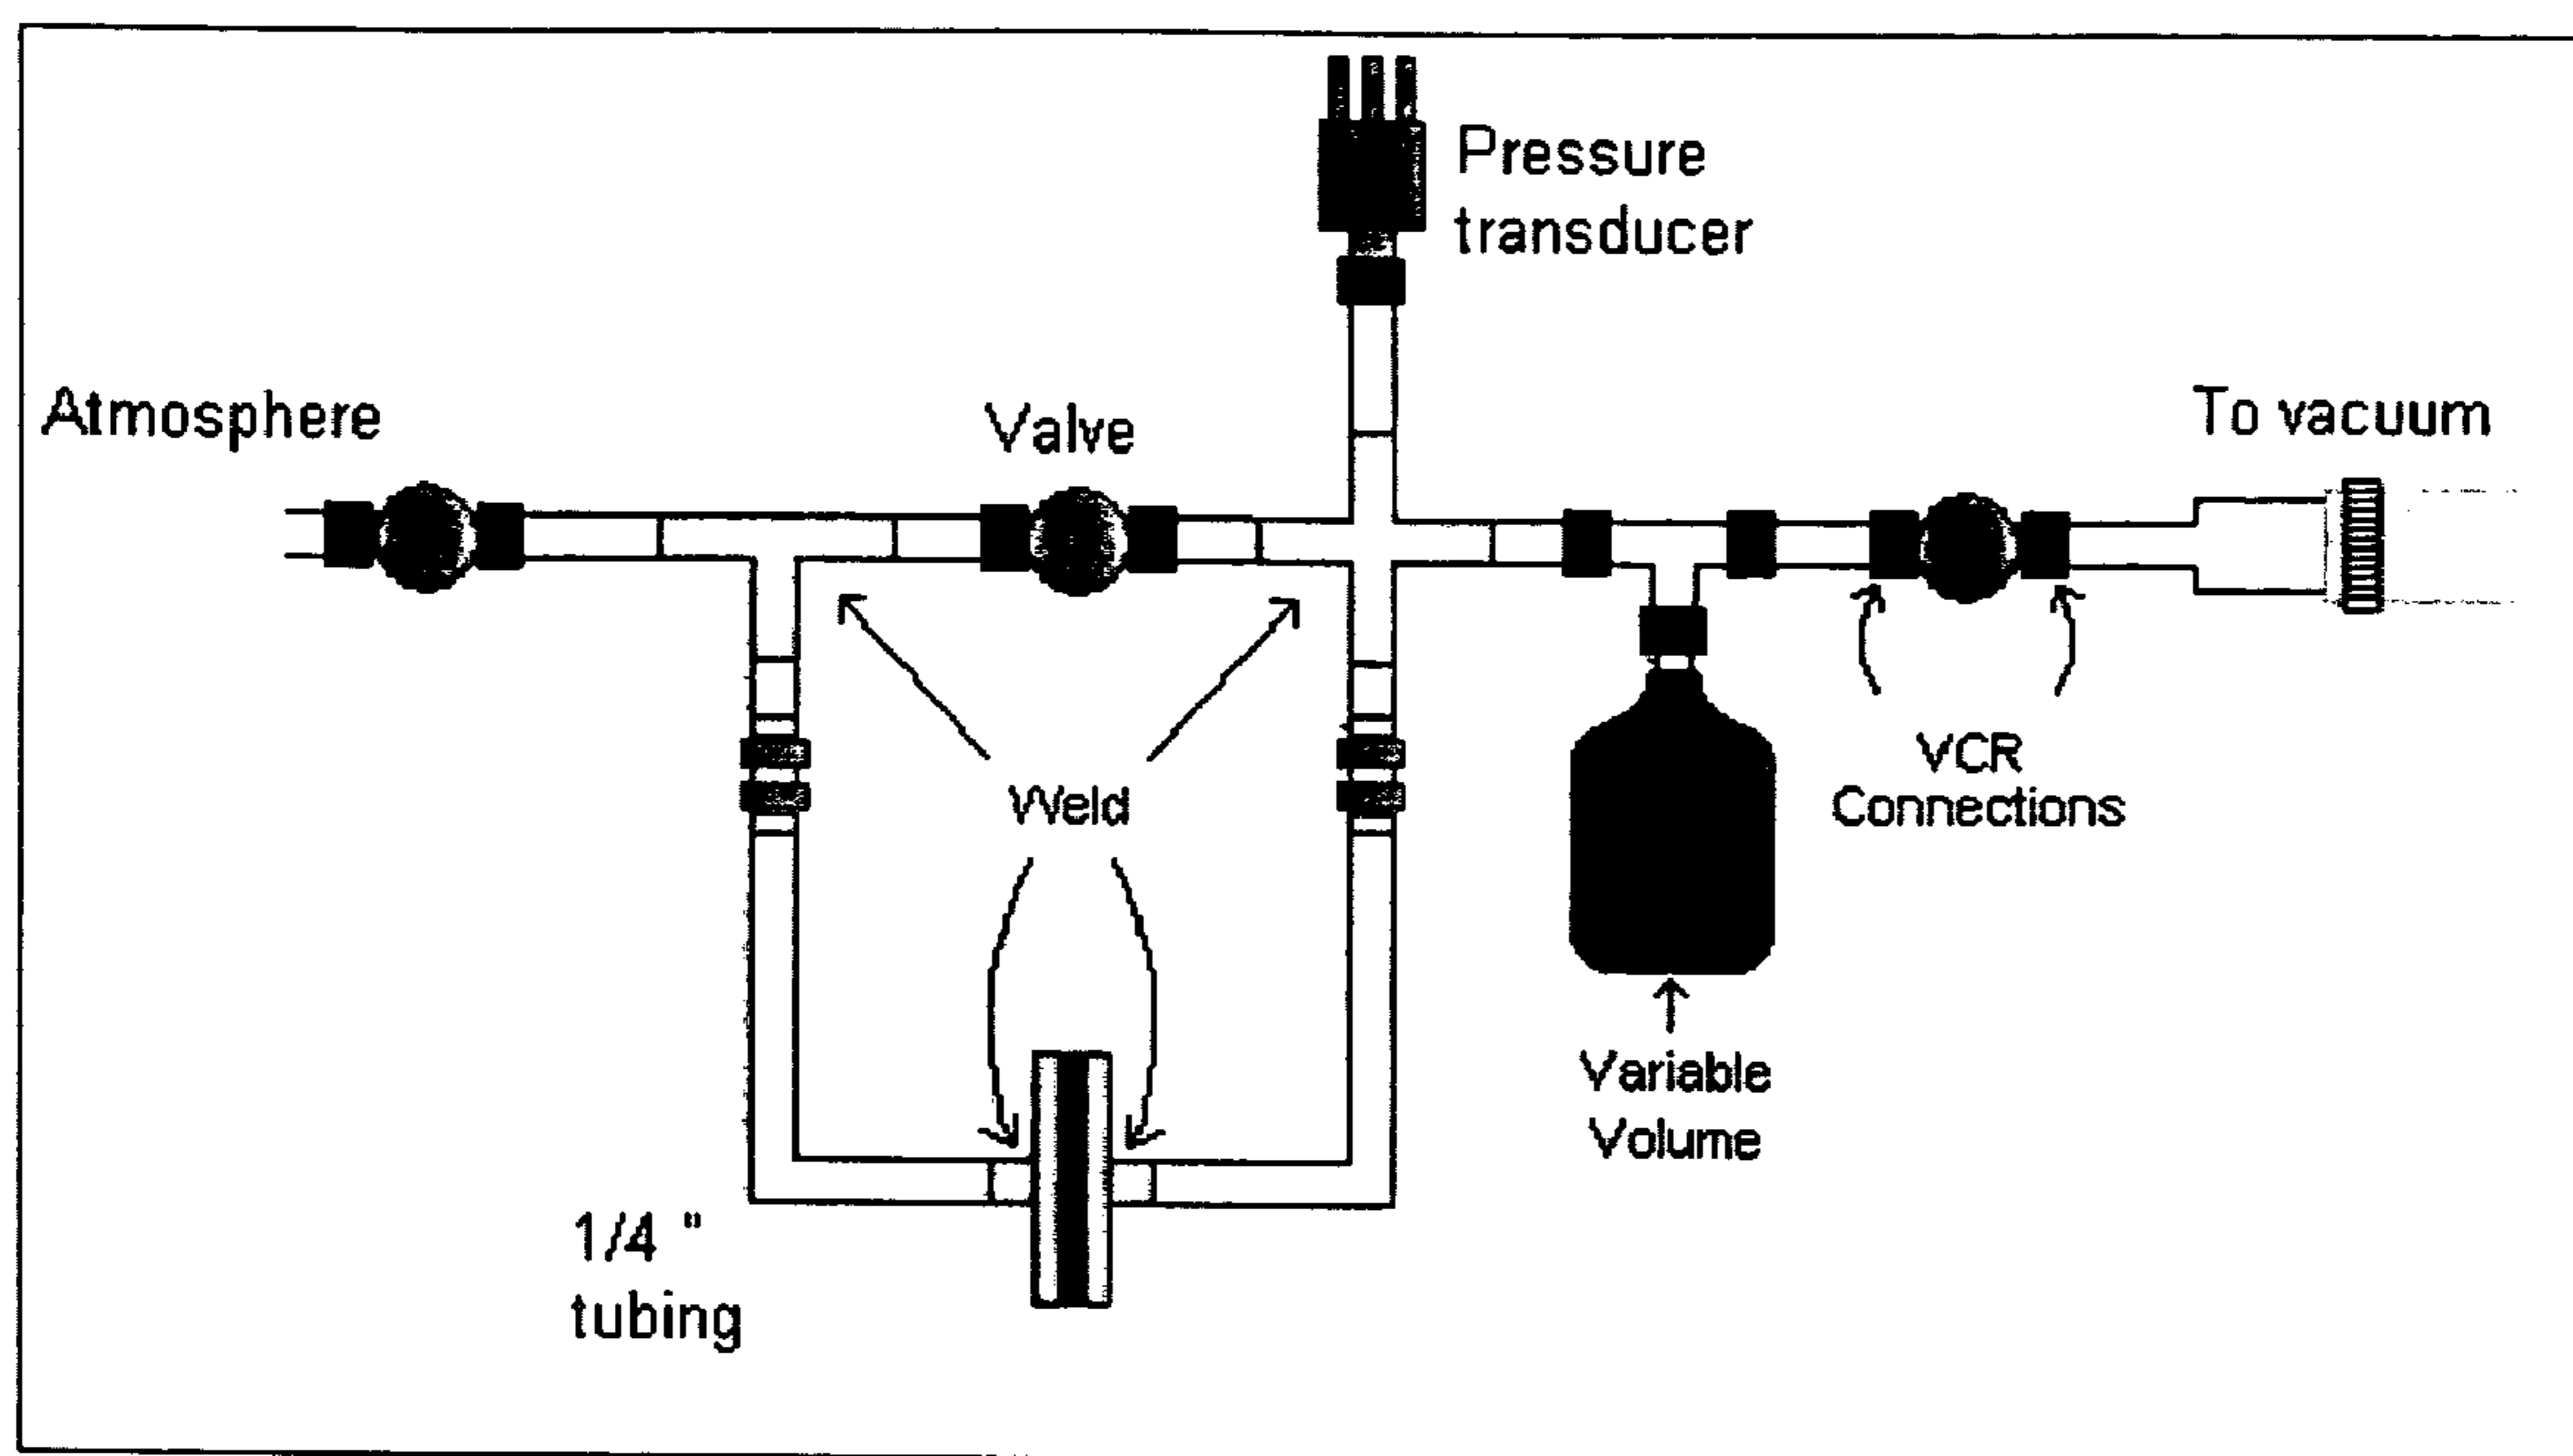 Pressure
transducer
Atmosphere
Valve
To vacuum
Weld
VCR
Connections
Variable
Volume
1/4 "
tubing